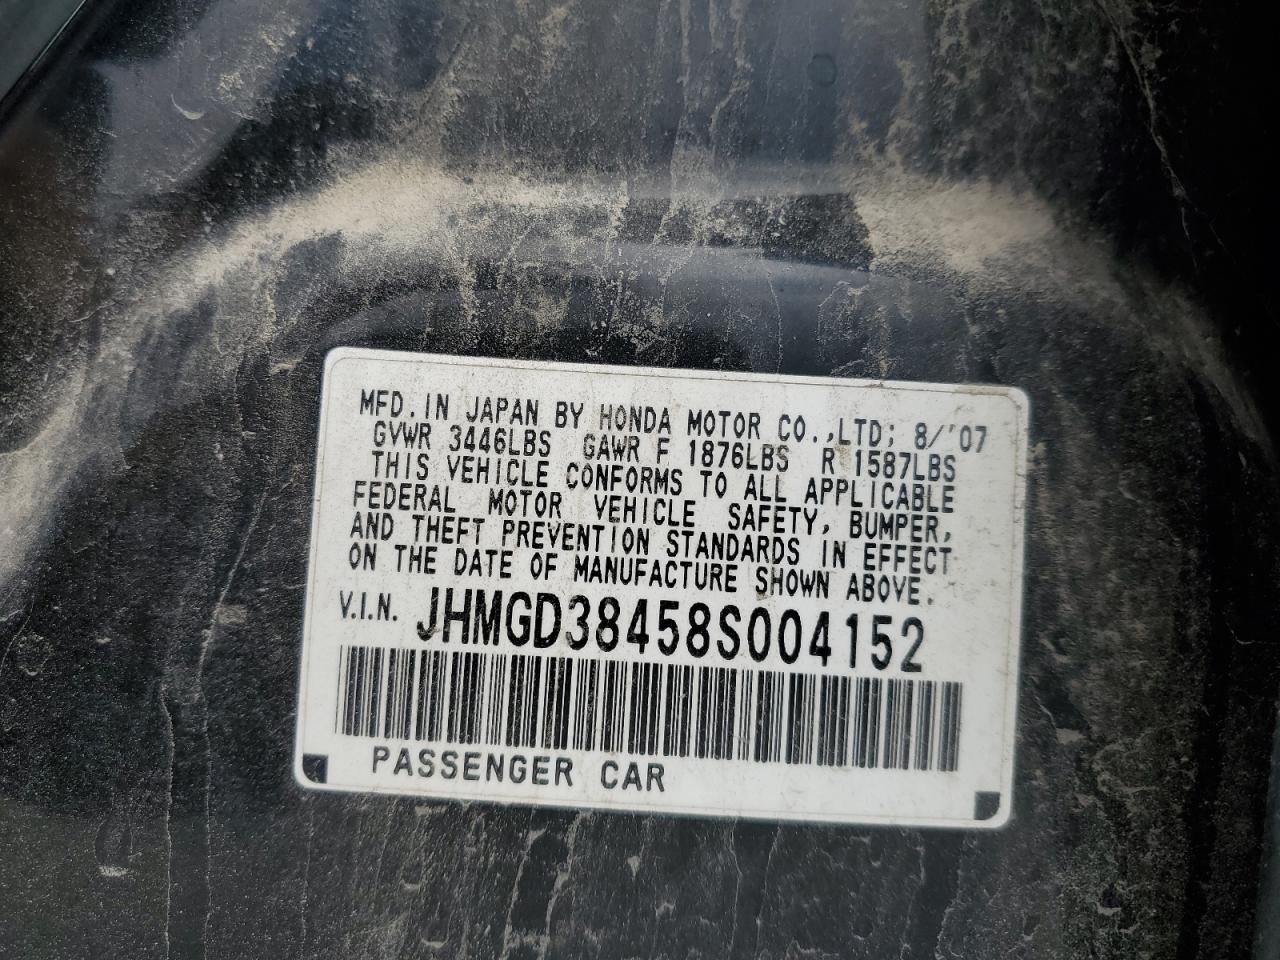 MFD. IN JAPAN BY HONDA MOTOR CO.,LTD; 8/'07
GVWR 3446LBS GAWR F 1876LBS R 1587LBS
THIS VEHICLE CONFORMS TO ALL APPLICABLE
FEDERAL MOTOR VEHICLE SAFETY, BUMPER,
AND THEFT PREVENTION STANDARDS IN EFFECT
ON THE DATE OF MANUFACTURE SHOWN ABOVE.
V.I.N. JHMGD38458S004152
PASSENGER CAR